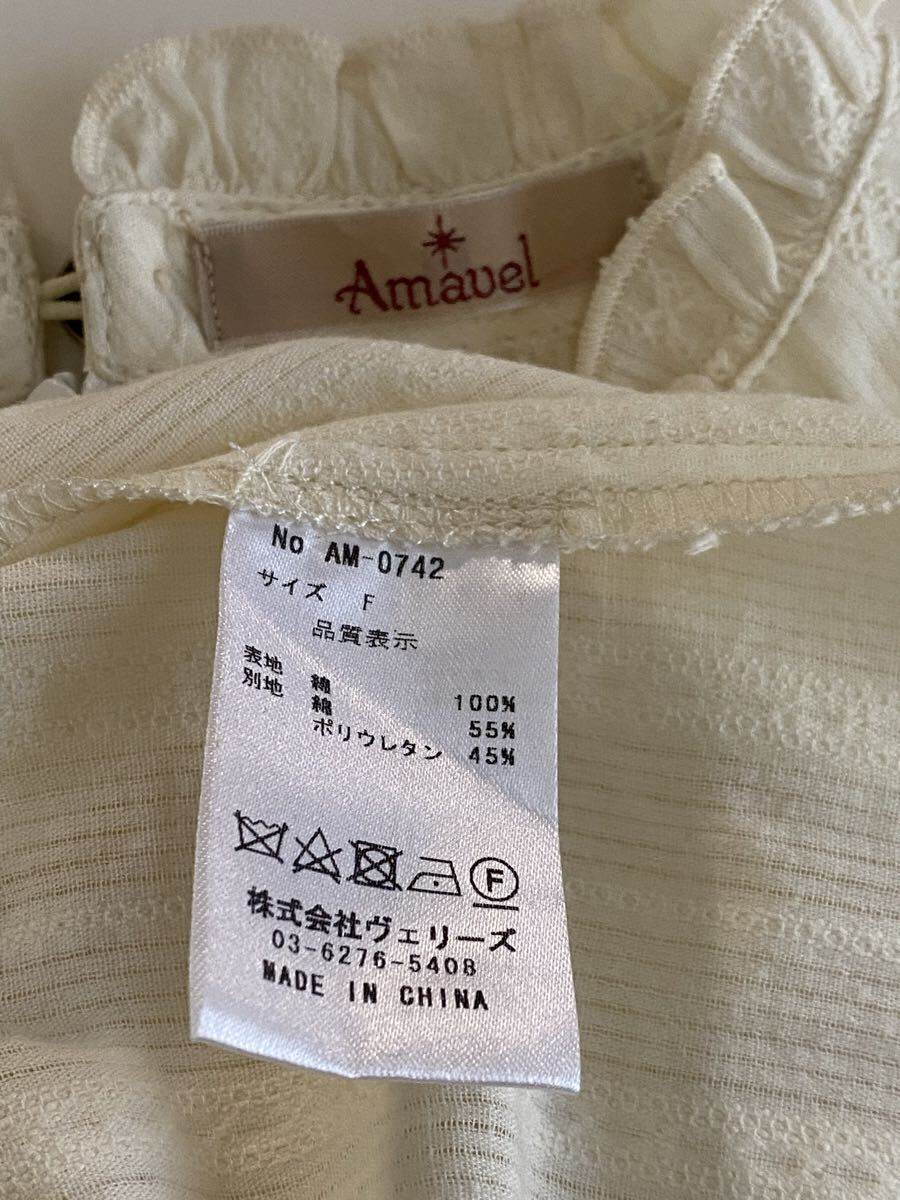 Amavel
No AM-0742
サイズ F
品質表示
表地 綿 100%
別地 綿 55%
ポリウレタン 45%
F
株式会社ヴェリーズ
03-6276-5408
MADE IN CHINA